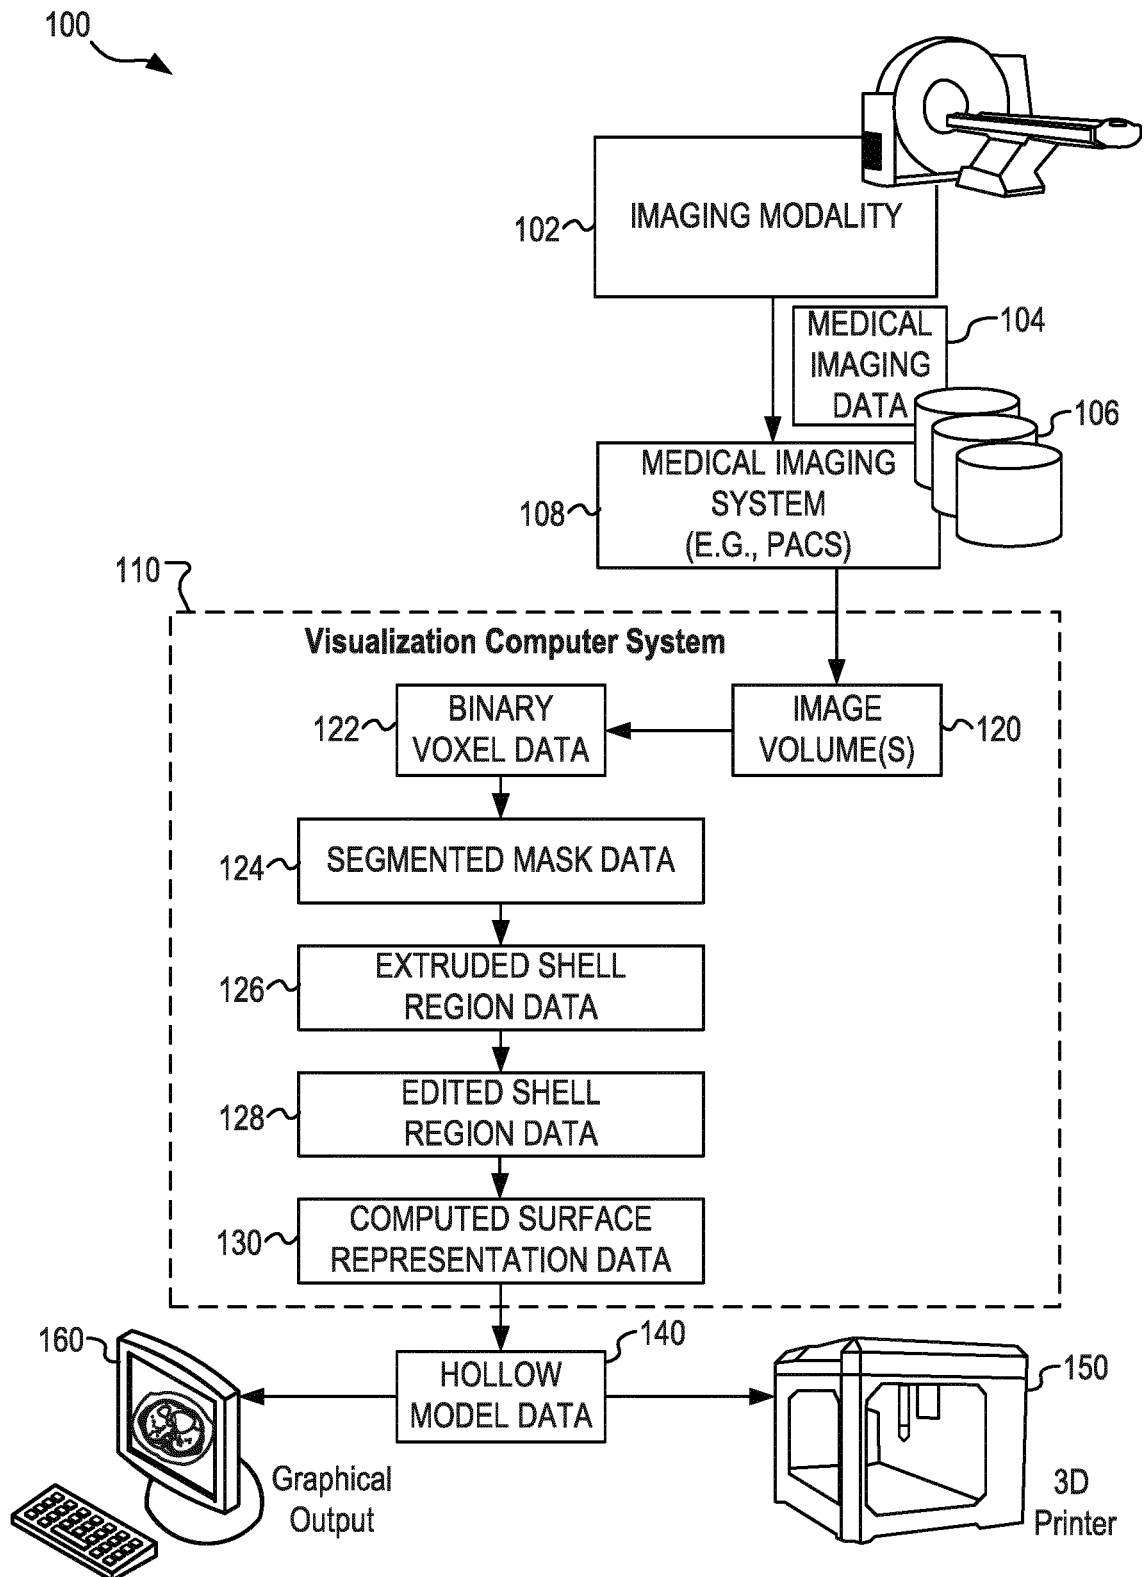 100
IMAGING MODALITY
102
MEDICAL
IMAGING
DATA
104
106
MEDICAL IMAGING
SYSTEM
(E.G., PACS)
108
110
Visualization Computer System
BINARY
VOXEL DATA
122
IMAGE
VOLUME(S)
120
SEGMENTED MASK DATA
124
EXTRUDED SHELL
REGION DATA
126
EDITED SHELL
REGION DATA
128
COMPUTED SURFACE
REPRESENTATION DATA
130
160
140
HOLLOW
MODEL DATA
150
Graphical
Output
3D
Printer